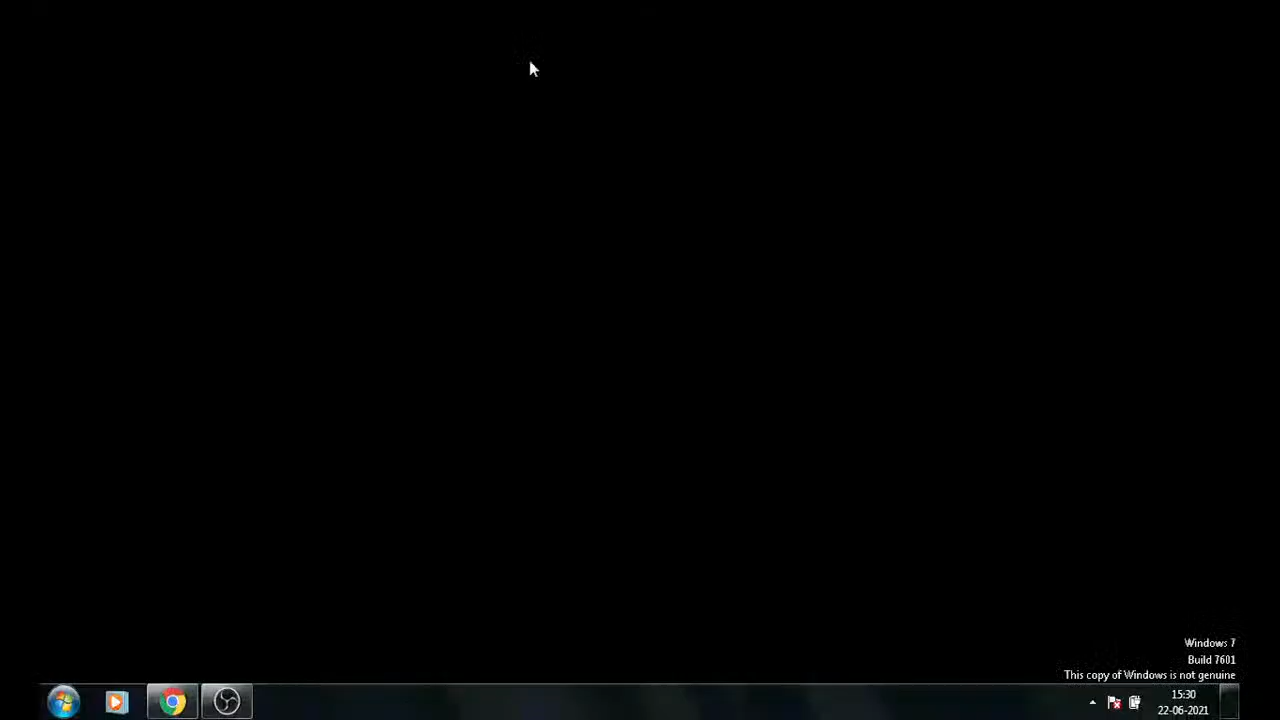 Windows 7
Build 7601
This copy of Windows is not genuine
15:30
22-06-2021